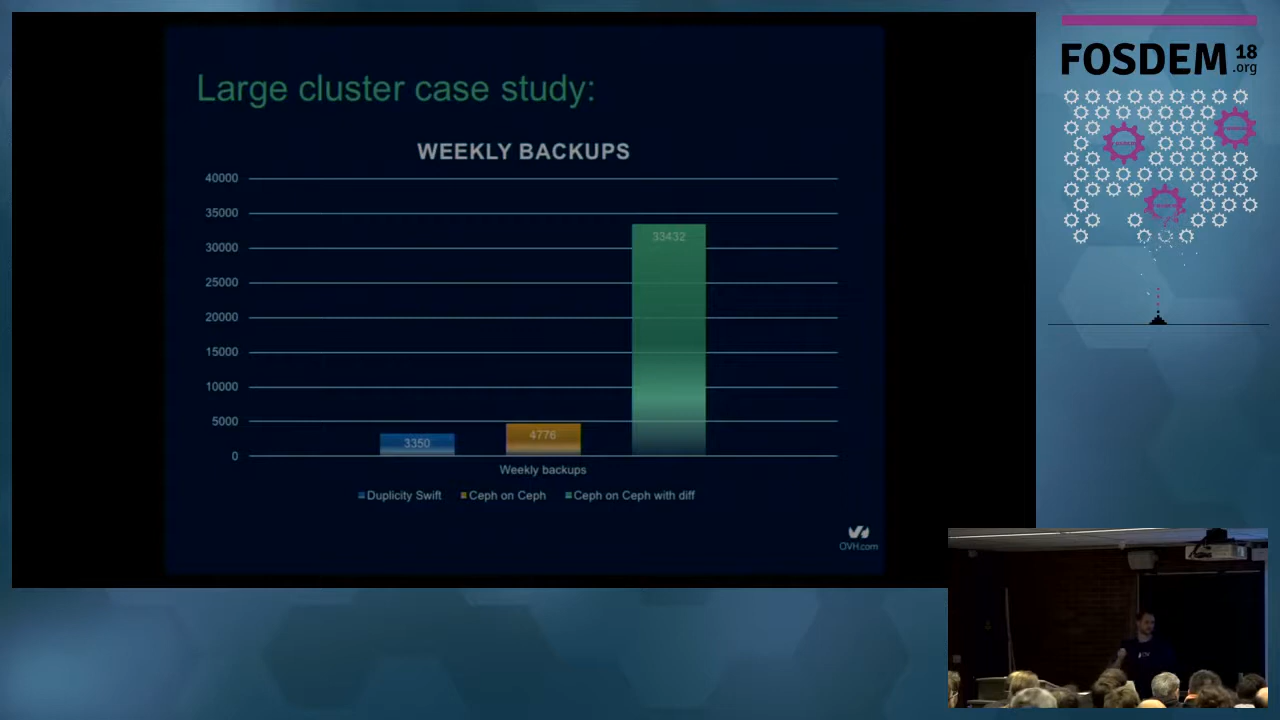 Large cluster case study:
WEEKLY BACKUPS
40000
35000
30000
25000
20000
15000
10000
5000
0
33432
4776
3350
Weekly backups
Duplicity Swift
Ceph on Ceph
Ceph on Ceph with diff
OVH.com
FOSDEM 18
.org